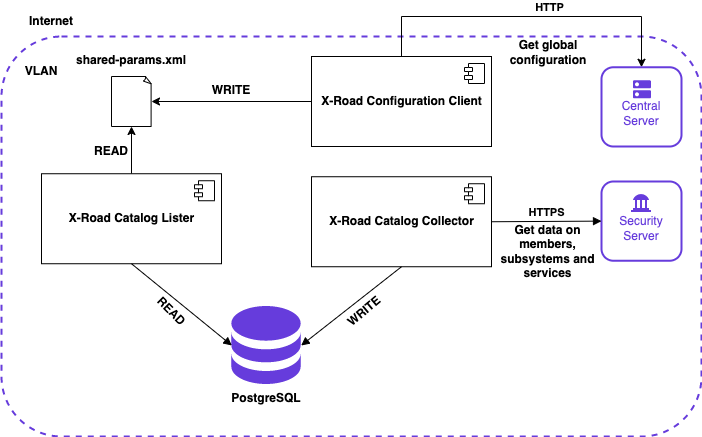 Internet
HTTP
VLAN
shared-params.xml
Get global
configuration
WRITE
X-Road Configuration Client
Central
Server
READ
X-Road Catalog Lister
X-Road Catalog Collector
HTTPS
Get data on
members,
subsystems and
services
Security
Server
READ
WRITE
PostgreSQL